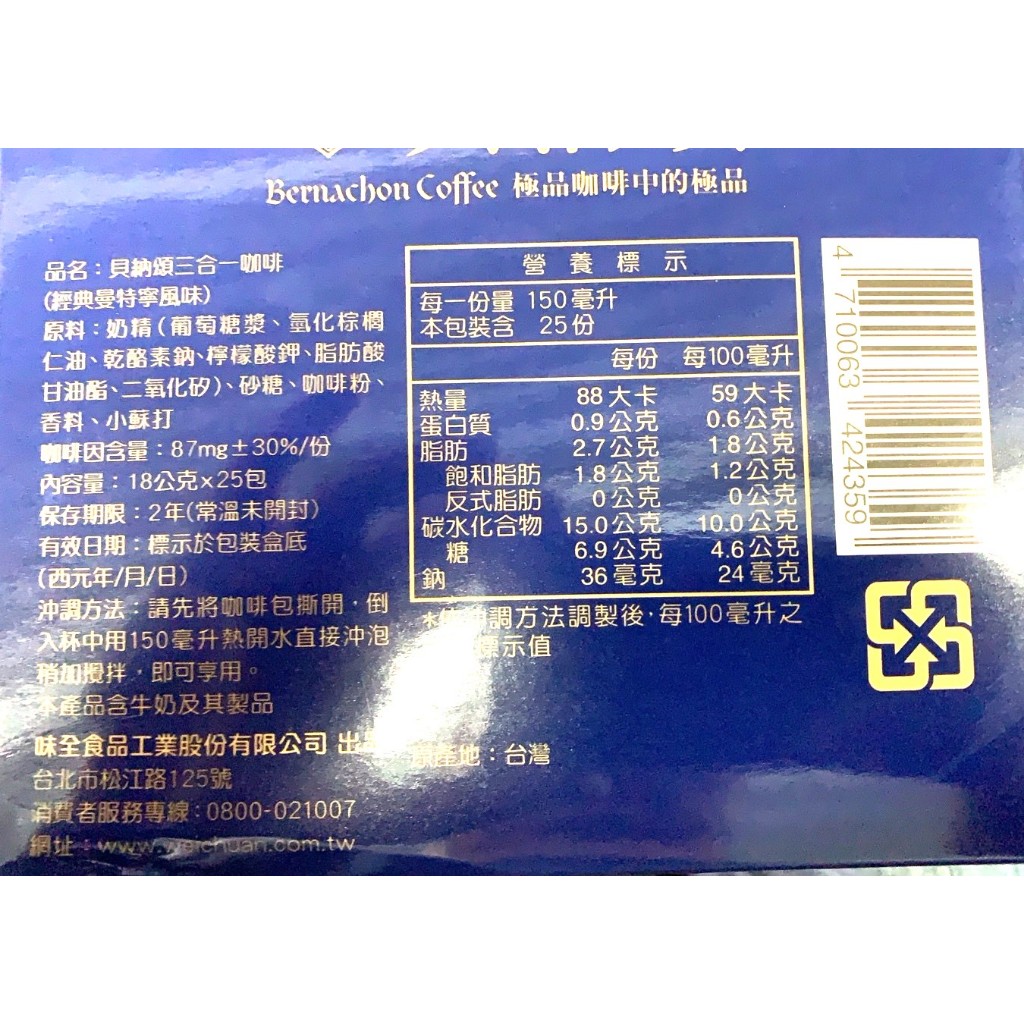 Bernachon Coffee 極品咖啡中的極品
品名：貝納頌三合一咖啡
(經典曼特寧風味)
原料：奶精(葡萄糖漿、氫化棕櫚
仁油、乾酪素鈉、檸檬酸鉀、脂肪酸
甘油酯、二氧化矽)、砂糖、咖啡粉、
香料、小蘇打
咖啡因含量：87mg±30%/份
內容量：18公克x25包
保存期限：2年(常溫未開封)
有效日期：標示於包裝盒底
(西元年/月/日)
沖調方法：請先將咖啡包撕開，倒
入杯中用150毫升熱開水直接沖泡
稍加攪拌，即可享用。
本產品含牛奶及其製品
味全食品工業股份有限公司 出
台北市松江路125號
消費者服務專線：0800-021007
網址：www.weichuan.com.tw
營養標示
每一份量 150毫升
本包裝含 25份
每份 每100毫升
熱量 88大卡 59大卡
蛋白質 0.9公克 0.6公克
脂肪 2.7公克 1.8公克
飽和脂肪 1.8公克 1.2公克
反式脂肪 0公克 0公克
碳水化合物 15.0公克 10.0公克
糖 6.9公克 4.6公克
鈉 36毫克 24毫克
調方法調製後，每100毫升之
標示值
產地：台灣
4 710063 424359